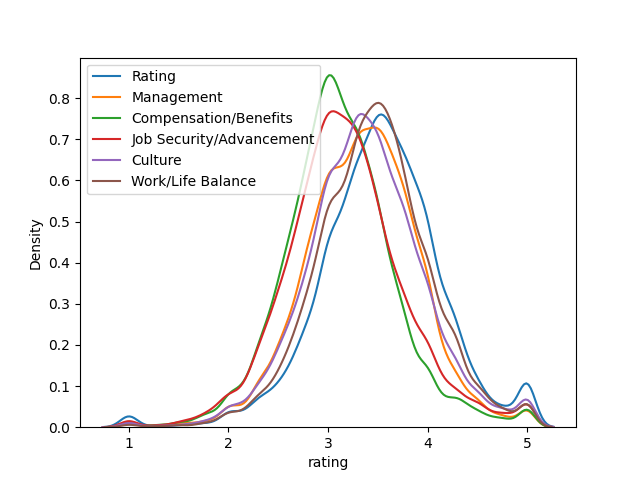 Rating
Management
Compensation/Benefits
Job Security/Advancement
Culture
Work/Life Balance
Density
0.8
0.7
0.6
0.5
0.4
0.3
0.2
0.1
0.0
1 2 3 4 5
rating